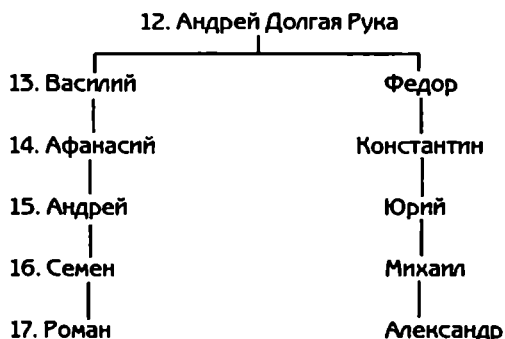 12. Андрей Долгая Рука
13. Василий Федор
14. Афанасий Константин
15. Андрей Юрий
16. Семен Михаил
17. Роман Александр